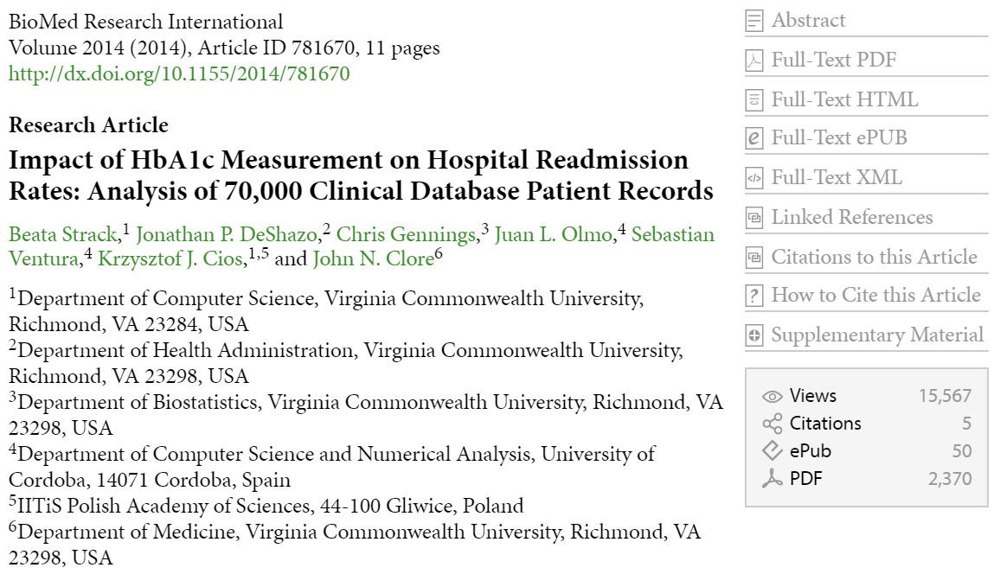 BioMed Research International
Volume 2014 (2014), Article ID 781670, 11 pages
http://dx.doi.org/10.1155/2014/781670
Research Article
Impact of HbA1c Measurement on Hospital Readmission
Rates: Analysis of 70,000 Clinical Database Patient Records
Beata Strack,1 Jonathan P. DeShazo,2 Chris Gennings,3 Juan L. Olmo,4 Sebastian
Ventura,4 Krzysztof J. Cios,1,5 and John N. Clore6
1Department of Computer Science, Virginia Commonwealth University,
Richmond, VA 23284, USA
2Department of Health Administration, Virginia Commonwealth University,
Richmond, VA 23298, USA
3Department of Biostatistics, Virginia Commonwealth University, Richmond, VA
23298, USA
4Department of Computer Science and Numerical Analysis, University of
Cordoba, 14071 Cordoba, Spain
5IITiS Polish Academy of Sciences, 44-100 Gliwice, Poland
6Department of Medicine, Virginia Commonwealth University, Richmond, VA
23298, USA
Abstract
Full-Text PDF
Full-Text HTML
Full-Text ePUB
Full-Text XML
Linked References
Citations to this Article
How to Cite this Article
Supplementary Material
Views 15,567
Citations 5
ePub 50
PDF 2,370